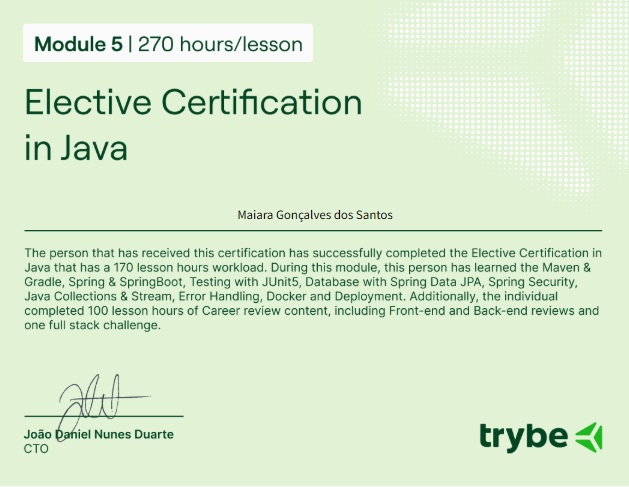 Module 5 | 270 hours/lesson
Elective Certification
in Java
Maiara Gonçalves dos Santos
The person that has received this certification has successfully completed the Elective Certification in
Java that has a 170 lesson hours workload. During this module, this person has learned the Maven &
Gradle, Spring & SpringBoot, Testing with JUnit5, Database with Spring Data JPA, Spring Security,
Java Collections & Stream, Error Handling, Docker and Deployment. Additionally, the individual
completed 100 lesson hours of Career review content, including Front-end and Back-end reviews and
one full stack challenge.
João Daniel Nunes Duarte
CTO
trybe